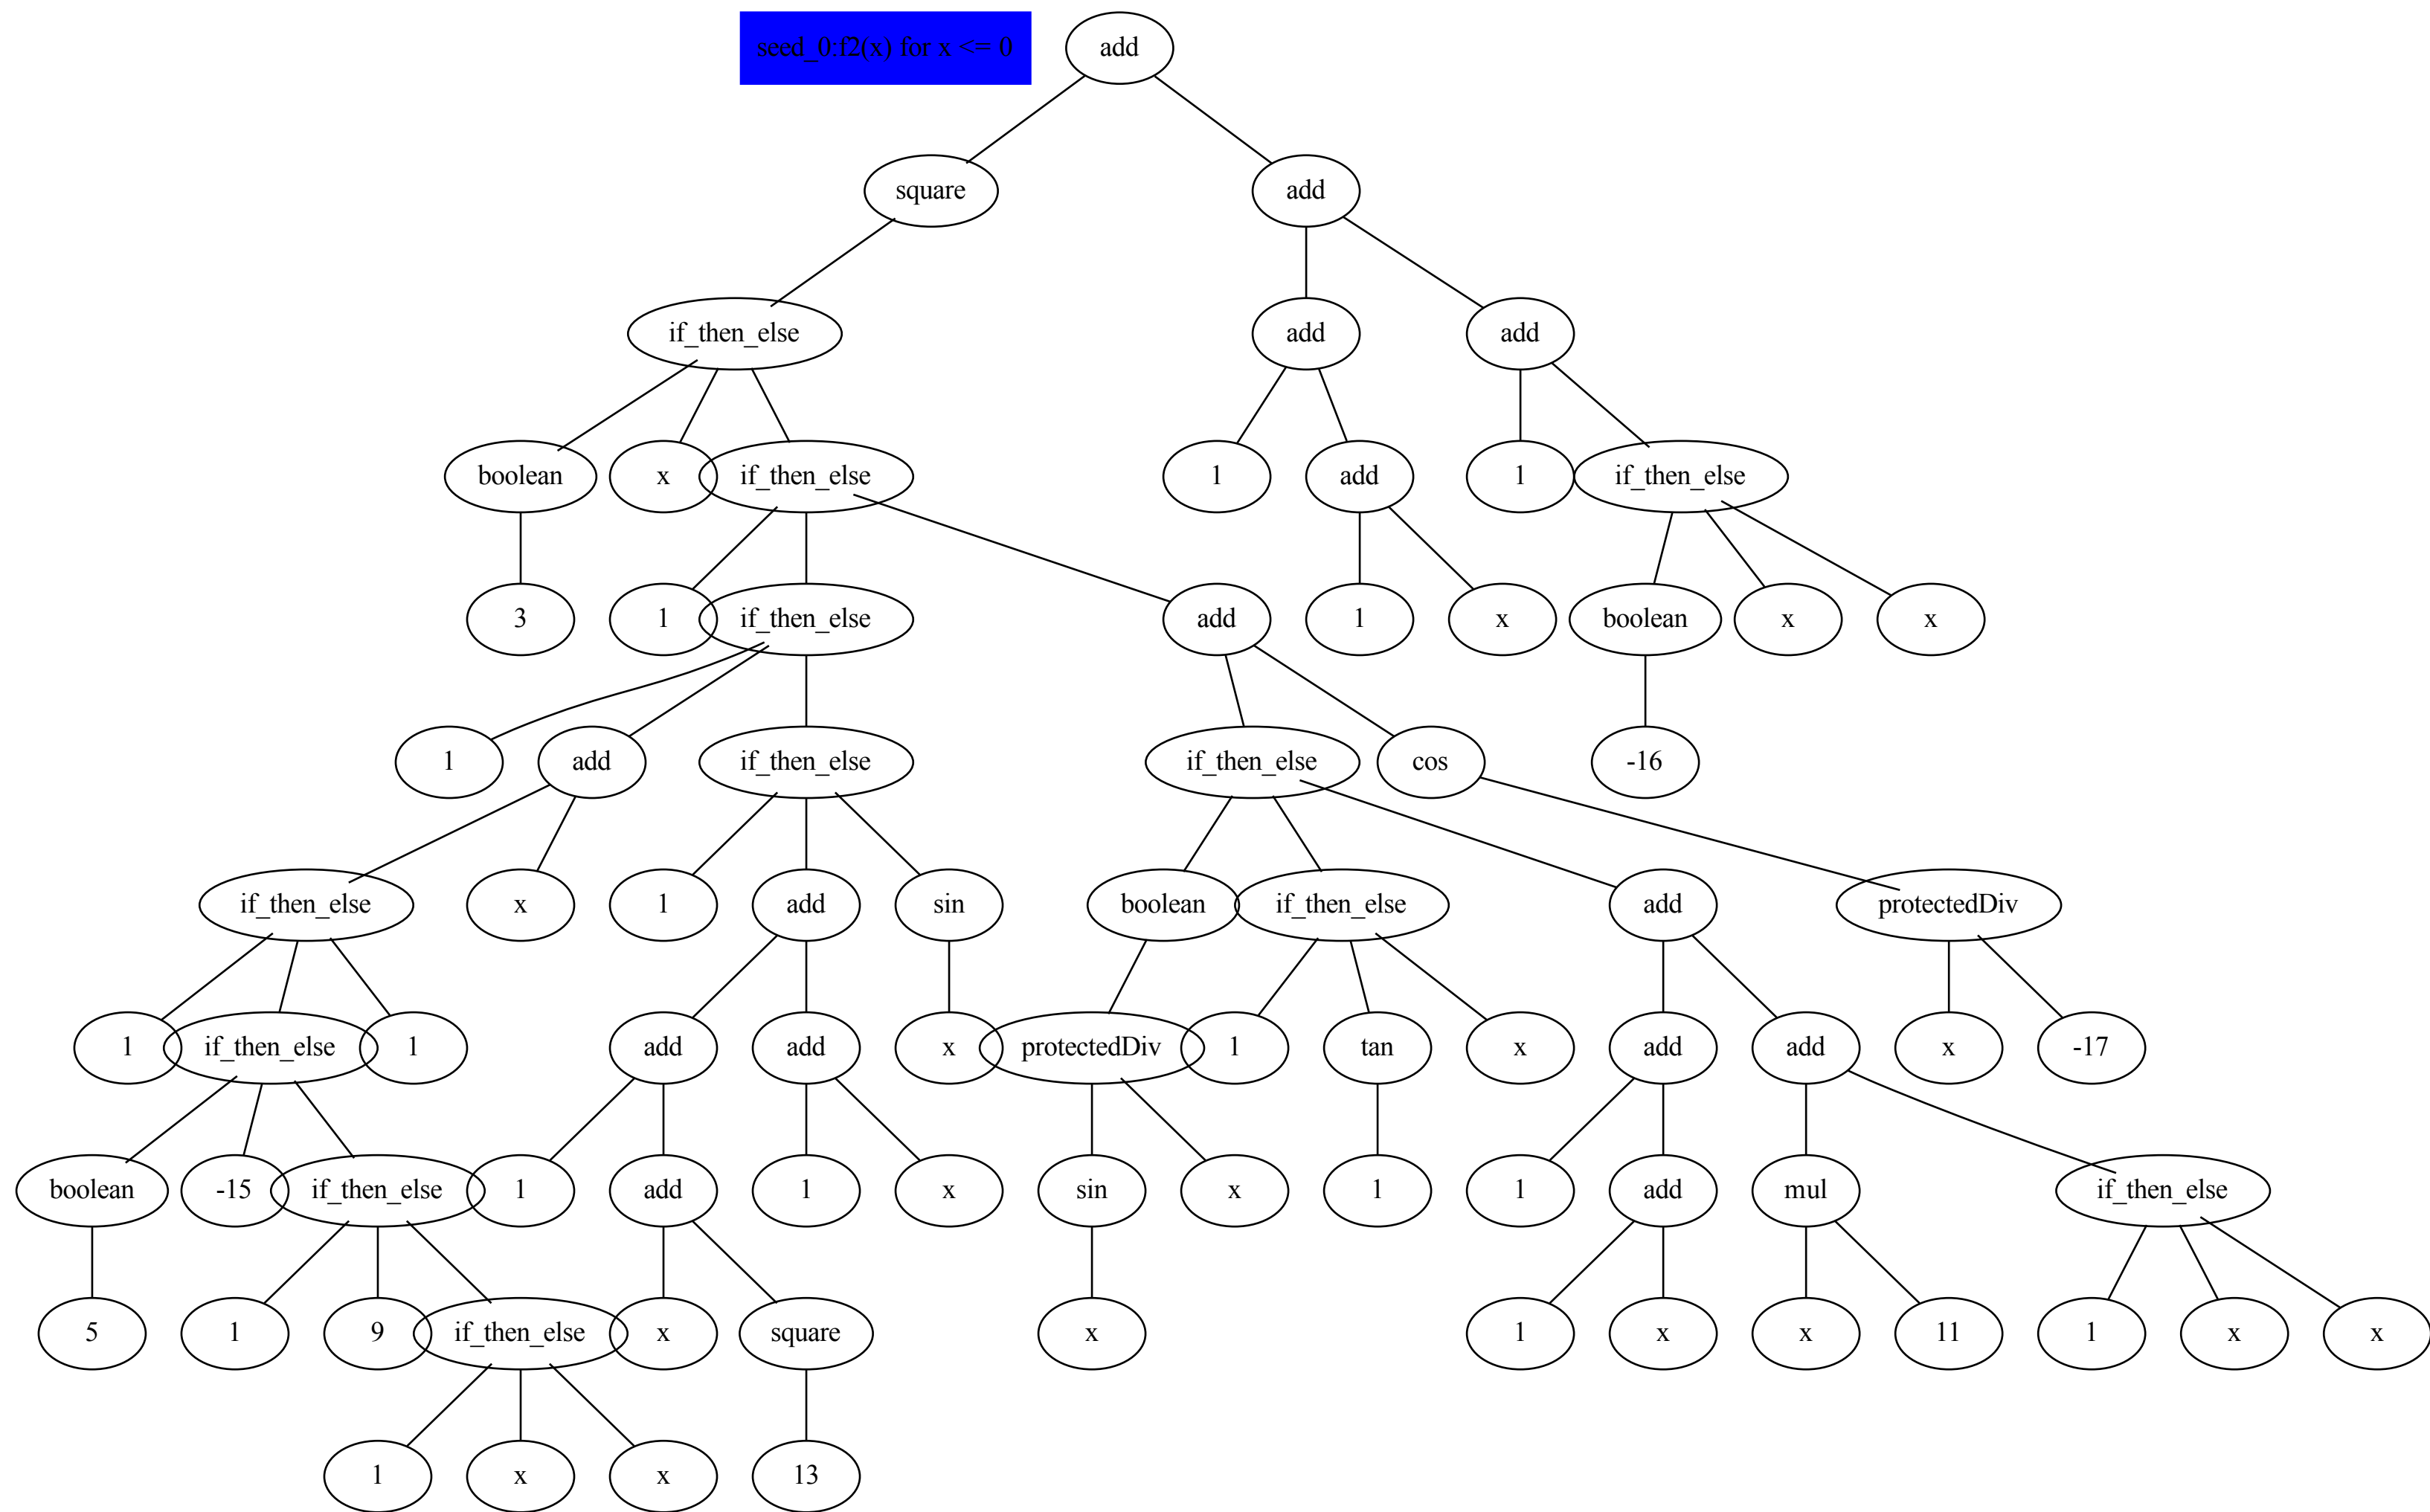 seed_0:f2(x) for x <= 0 add
square add
if_then_else add add
boolean x if_then_else 1 add 1 if_then_else
3 1 if_then_else add 1 x boolean x x
1 add if_then_else if_then_else cos -16
if_then_else x 1 add sin boolean if_then_else add protectedDiv
1 if_then_else 1 add add x protectedDiv 1 tan x add add x -17
boolean -15 if_then_else 1 add 1 x sin x 1 1 add mul if_then_else
5 1 9 if_then_else x square x 1 x x 11 1 x x
1 x x 13